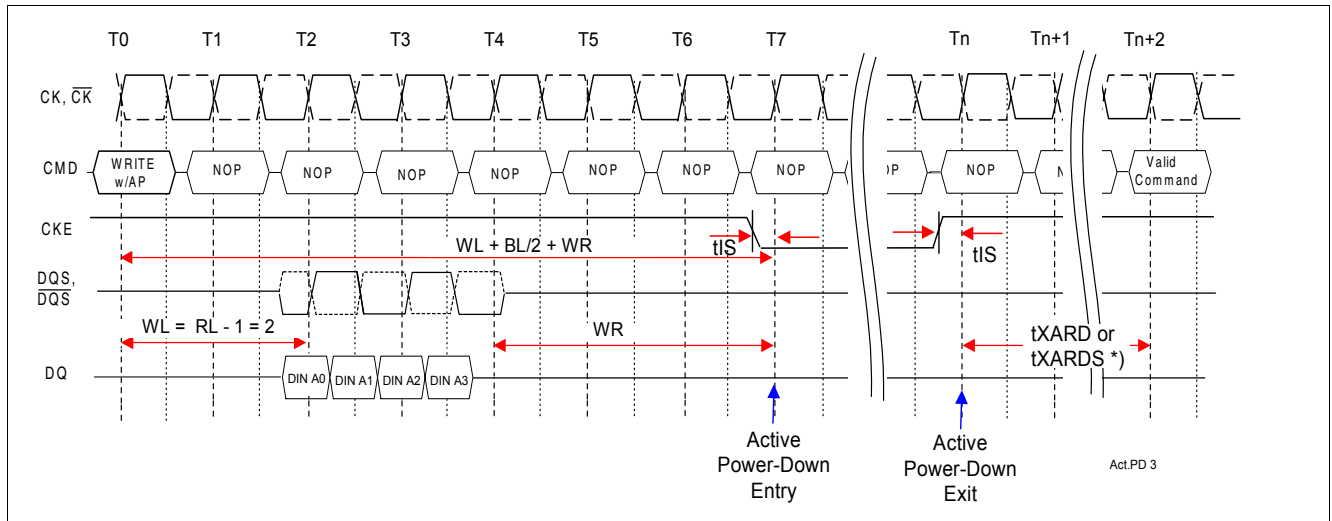 T0 T1 T2 T3 T4 T5 T6 T7 Tn Tn+1 Tn+2
CK, CK
CMD WRITE w/AP NOP NOP NOP NOP NOP NOP NOP NOP Valid Command
CKE
WL + BL/2 + WR
tIS
tIS
DQS,
DQS
WL = RL - 1 = 2
WR
tXARD or
tXARDS *)
DQ DIN A0 DIN A1 DIN A2 DIN A3
Active
Power-Down
Entry
Active
Power-Down
Exit
Act.PD 3